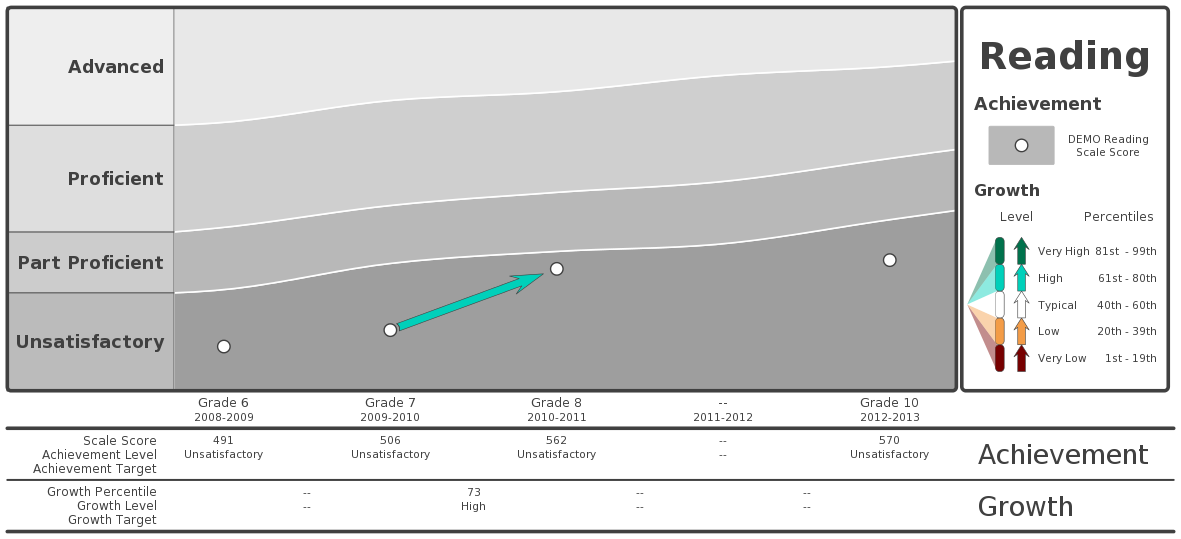 Advanced
Proficient
Part Proficient
Unsatisfactory
Reading
Achievement
DEMO Reading
Scale Score
Growth
Level Percentiles
Very High 81st - 99th
High 61st - 80th
Typical 40th - 60th
Low 20th - 39th
Very Low 1st - 19th
Grade 6 Grade 7 Grade 8 -- Grade 10
2008-2009 2009-2010 2010-2011 2011-2012 2012-2013
Scale Score 491 506 562 -- 570
Achievement Level Unsatisfactory Unsatisfactory Unsatisfactory -- Unsatisfactory
Achievement Target
Achievement
Growth Percentile -- 73 -- --
Growth Level -- High -- --
Growth Target
Growth